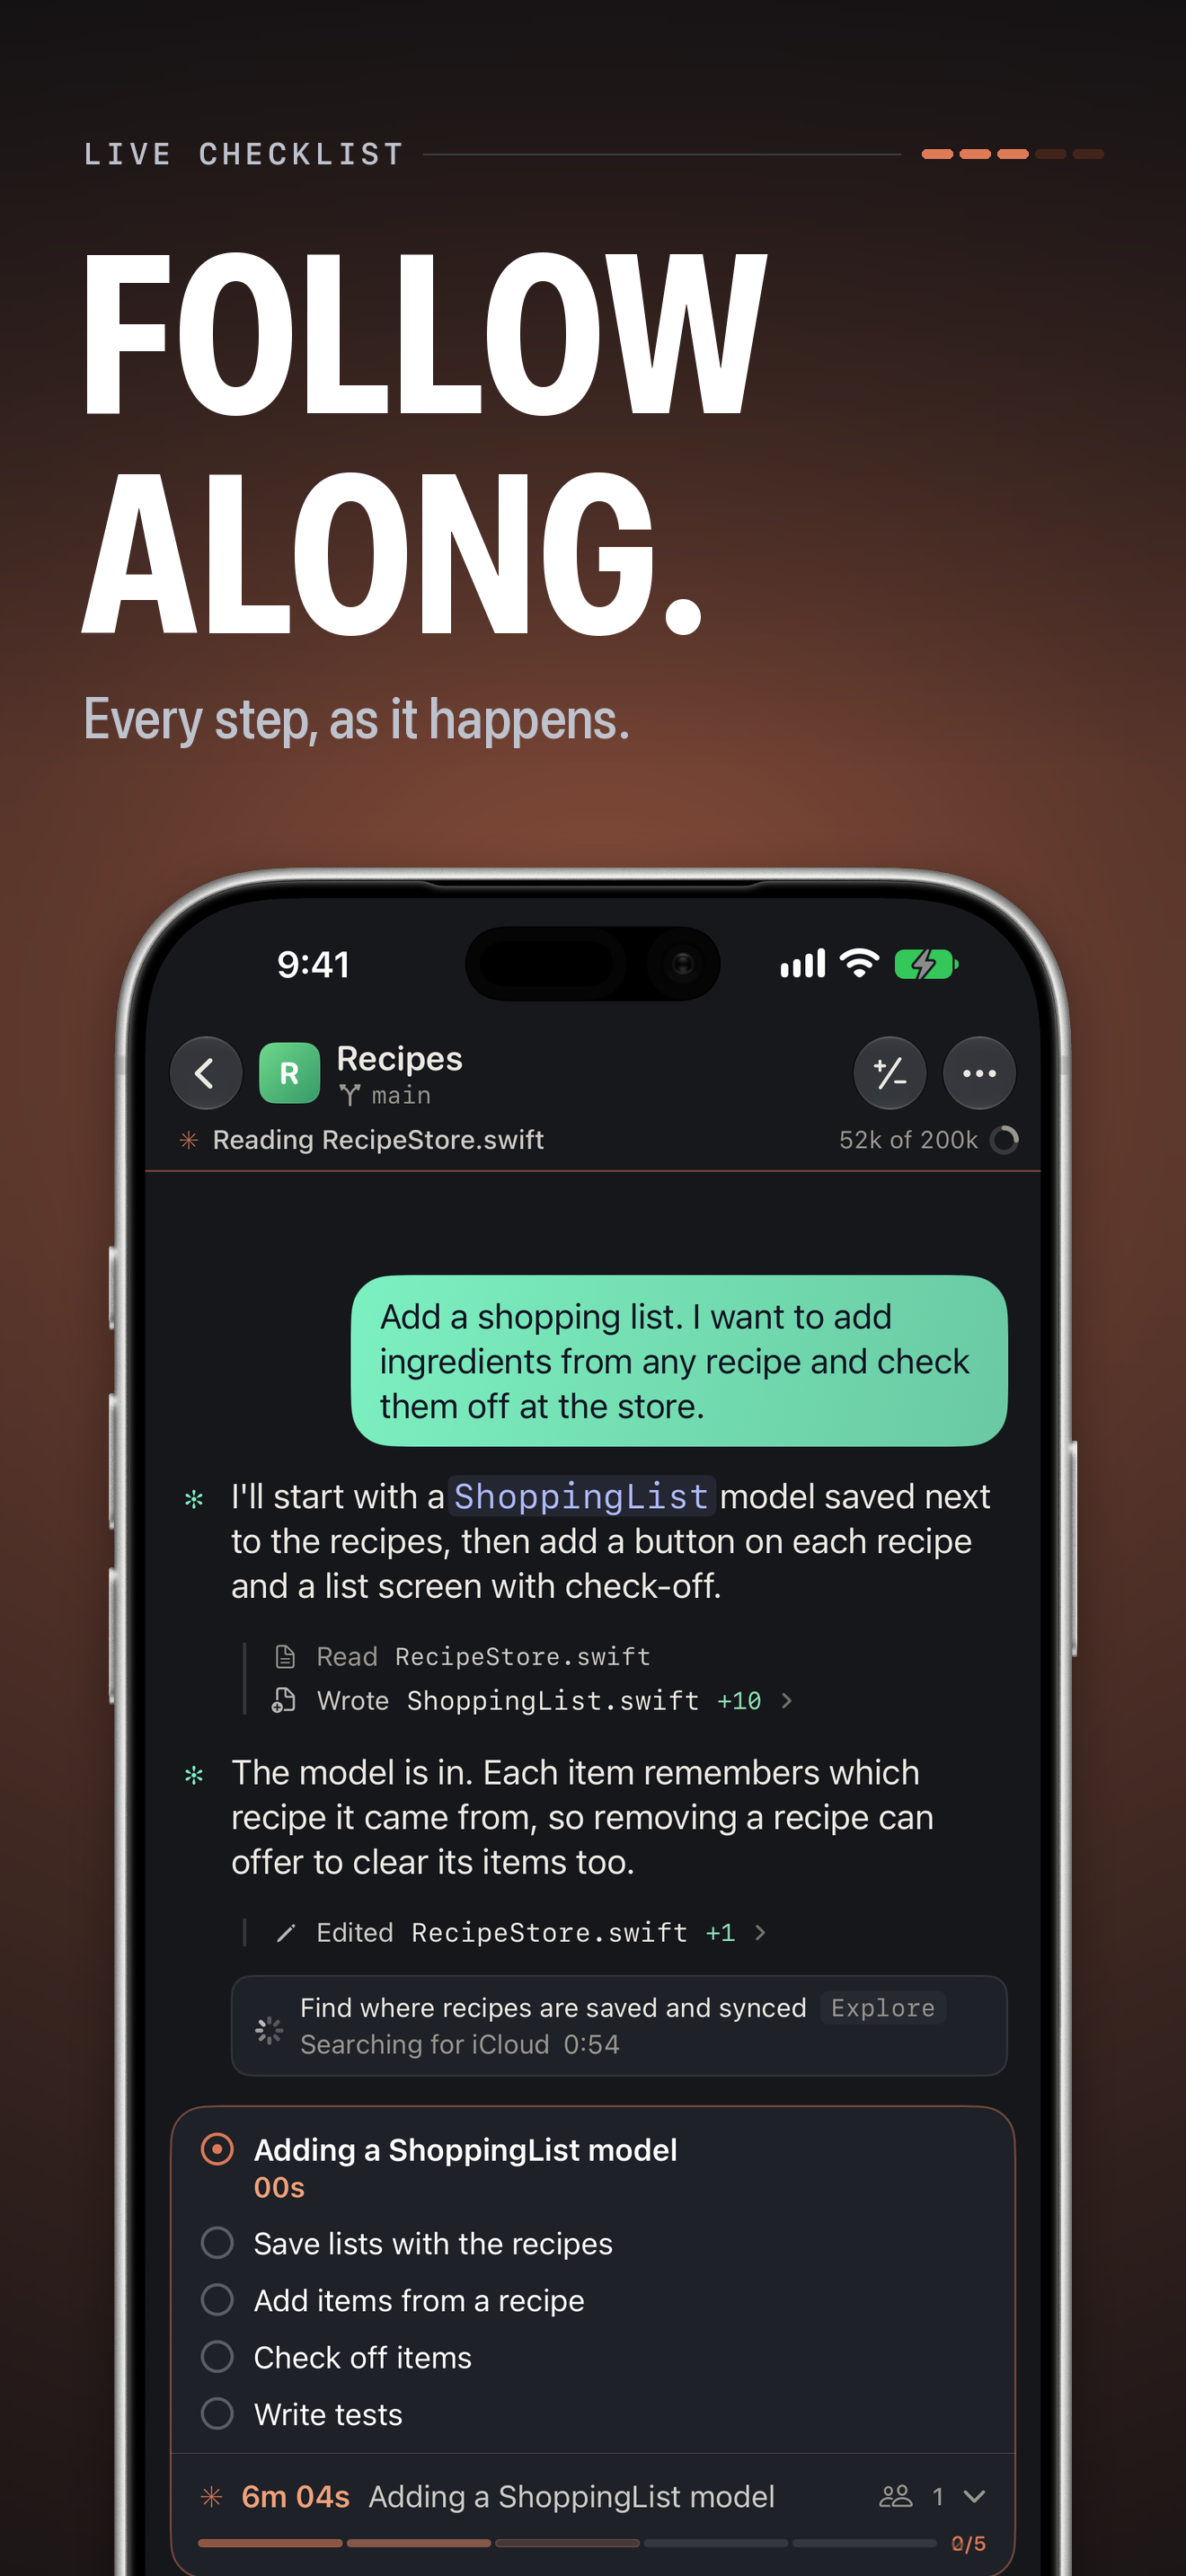 LIVE CHECKLIST
FOLLOW
ALONG.
Every step, as it happens.
9:41
R
Recipes
main
Reading RecipeStore.swift
52k of 200k
Add a shopping list. I want to add
ingredients from any recipe and check
them off at the store.
I'll start with a ShoppingList model saved next
to the recipes, then add a button on each recipe
and a list screen with check-off.
Read RecipeStore.swift
Wrote ShoppingList.swift +10
The model is in. Each item remembers which
recipe it came from, so removing a recipe can
offer to clear its items too.
Edited RecipeStore.swift +1
Find where recipes are saved and synced Explore
Searching for iCloud 0:54
Adding a ShoppingList model
00s
Save lists with the recipes
Add items from a recipe
Check off items
Write tests
6m 04s Adding a ShoppingList model 1